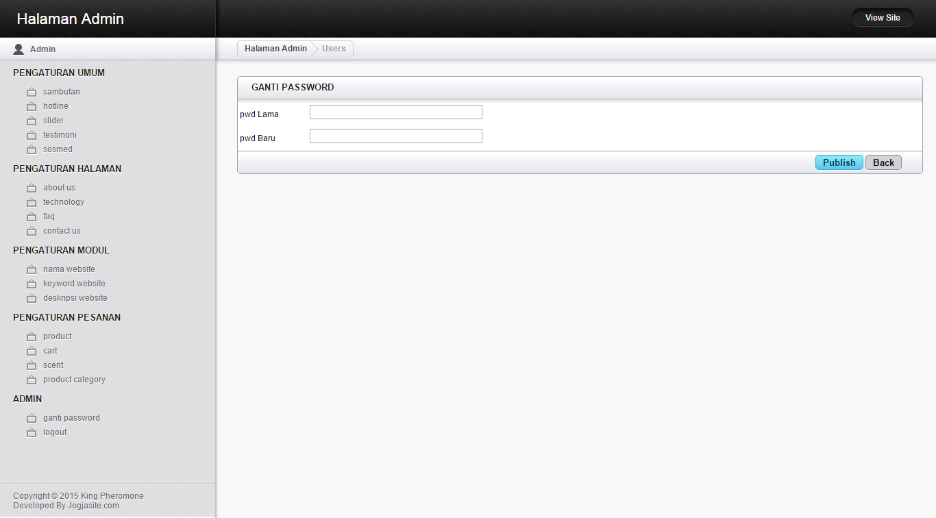 Halaman Admin
View Site
Admin
Halaman Admin
Users
PENGATURAN UMUM
sambutan
hotline
slider
testimoni
sosmed
PENGATURAN HALAMAN
about us
technology
faq
contact us
PENGATURAN MODUL
nama website
keyword website
deskripsi website
PENGATURAN PESANAN
product
cart
scent
product category
ADMIN
ganti password
logout
Copyright © 2015 King Pheromone
Developed By Jogjasite.com
GANTI PASSWORD
pwd Lama
pwd Baru
Publish
Back